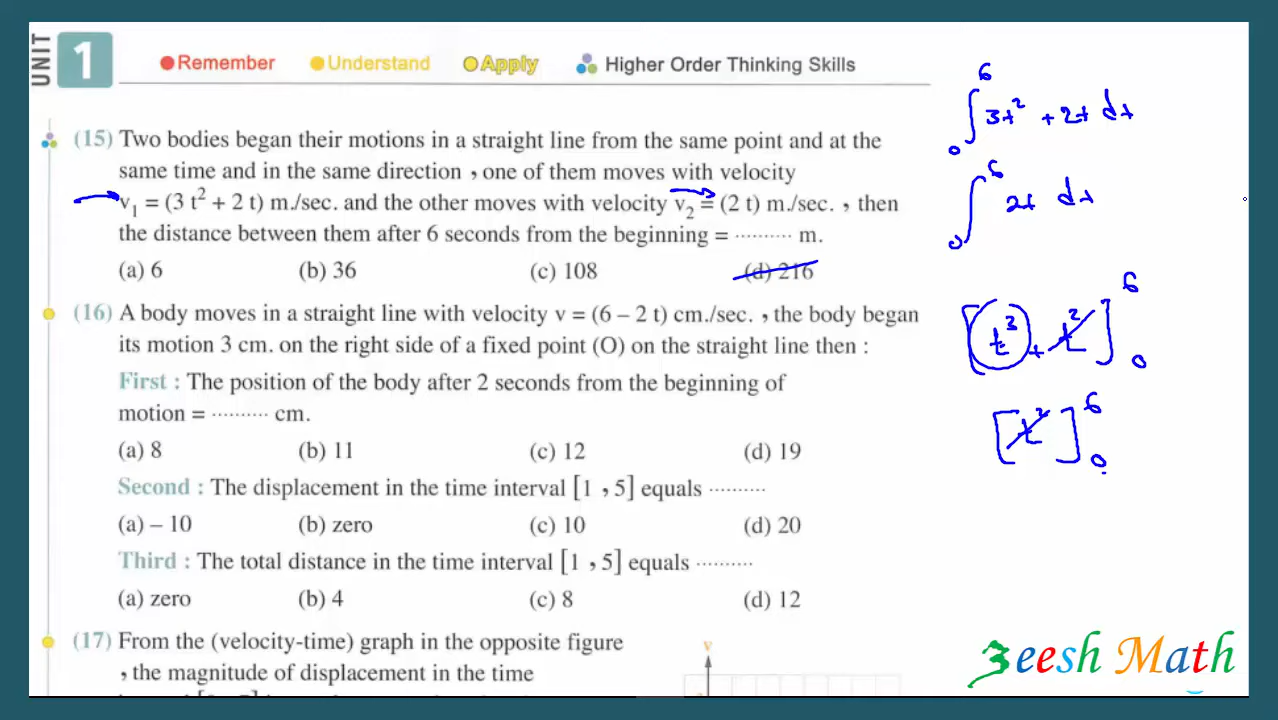 UNIT 1
Remember Understand Apply Higher Order Thinking Skills
(15) Two bodies began their motions in a straight line from the same point and at the
same time and in the same direction , one of them moves with velocity
v₁ = (3 t² + 2 t) m./sec. and the other moves with velocity v₂ = (2 t) m./sec. , then
the distance between them after 6 seconds from the beginning = ·········· m.
(a) 6 (b) 36 (c) 108 (d) 216
(16) A body moves in a straight line with velocity v = (6 – 2 t) cm./sec. , the body began
its motion 3 cm. on the right side of a fixed point (O) on the straight line then :
First : The position of the body after 2 seconds from the beginning of
motion = ·········· cm.
(a) 8 (b) 11 (c) 12 (d) 19
Second : The displacement in the time interval [1 , 5] equals ··········
(a) – 10 (b) zero (c) 10 (d) 20
Third : The total distance in the time interval [1 , 5] equals ··········
(a) zero (b) 4 (c) 8 (d) 12
(17) From the (velocity-time) graph in the opposite figure
, the magnitude of displacement in the time
v
∫₀⁶ 3t² + 2t dt
∫₀⁶ 2t dt
[t³ + t²]₀⁶
[t²]₀⁶
3eesh Math